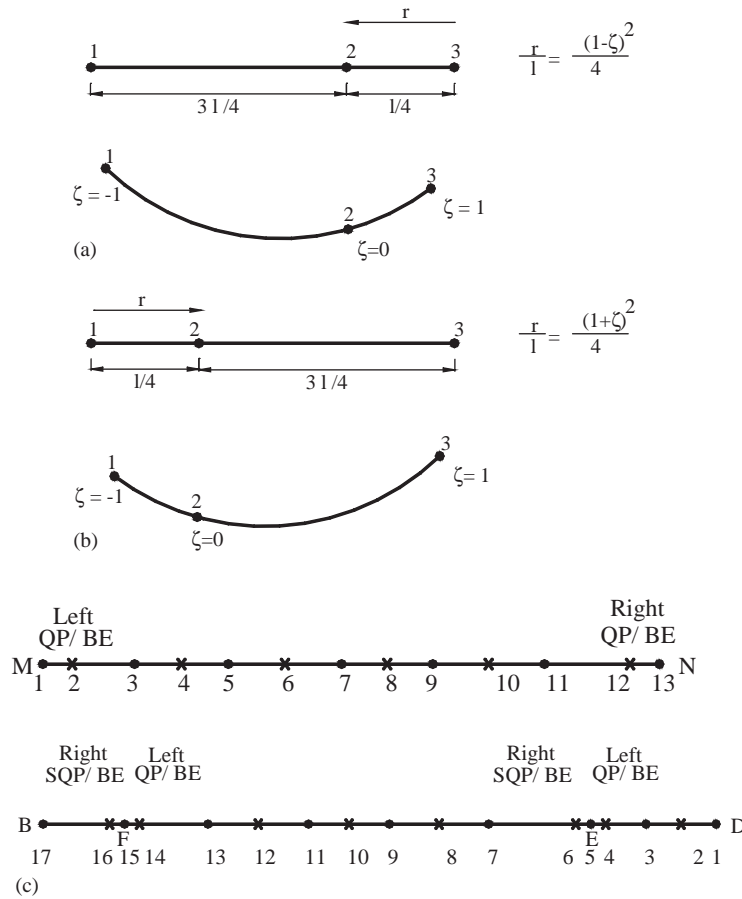 r
1 2 3
r/l = (1-ζ)²/4
3 l /4 l/4
1
3
ζ = -1
2
ζ = 1
(a)
ζ=0
r
1 2 3
r/l = (1+ζ)²/4
l/4 3 l /4
3
1
ζ = -1
2
ζ = 1
(b)
ζ=0
Left Right
QP/ BE QP/ BE
M N
1 2 3 4 5 6 7 8 9 10 11 12 13
Right Left Right Left
SQP/ BE QP/ BE SQP/ BE QP/ BE
B D
F E
17 16 15 14 13 12 11 10 9 8 7 6 5 4 3 2 1
(c)